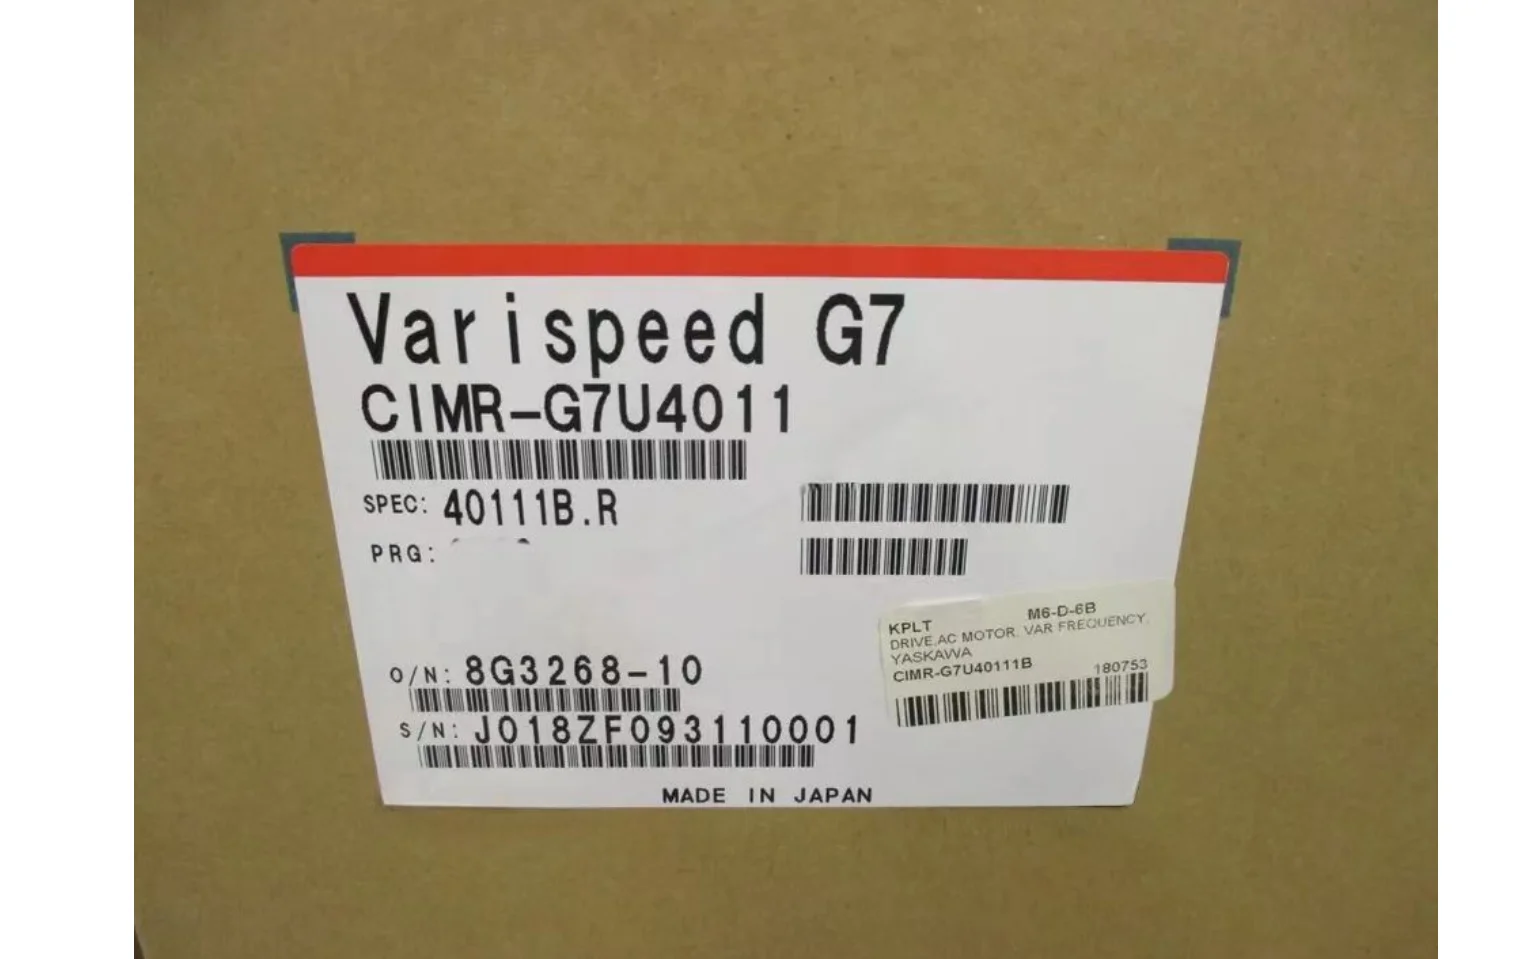 Varispeed G7
CIMR-G7U4011
SPEC: 40111B.R
PRG:
M6-D-6B
KPLT
DRIVE,AC MOTOR, VAR FREQUENCY,
YASKAWA
CIMR-G7U40111B 180753
O/N: 8G3268-10
S/N: J018ZF093110001
MADE IN JAPAN